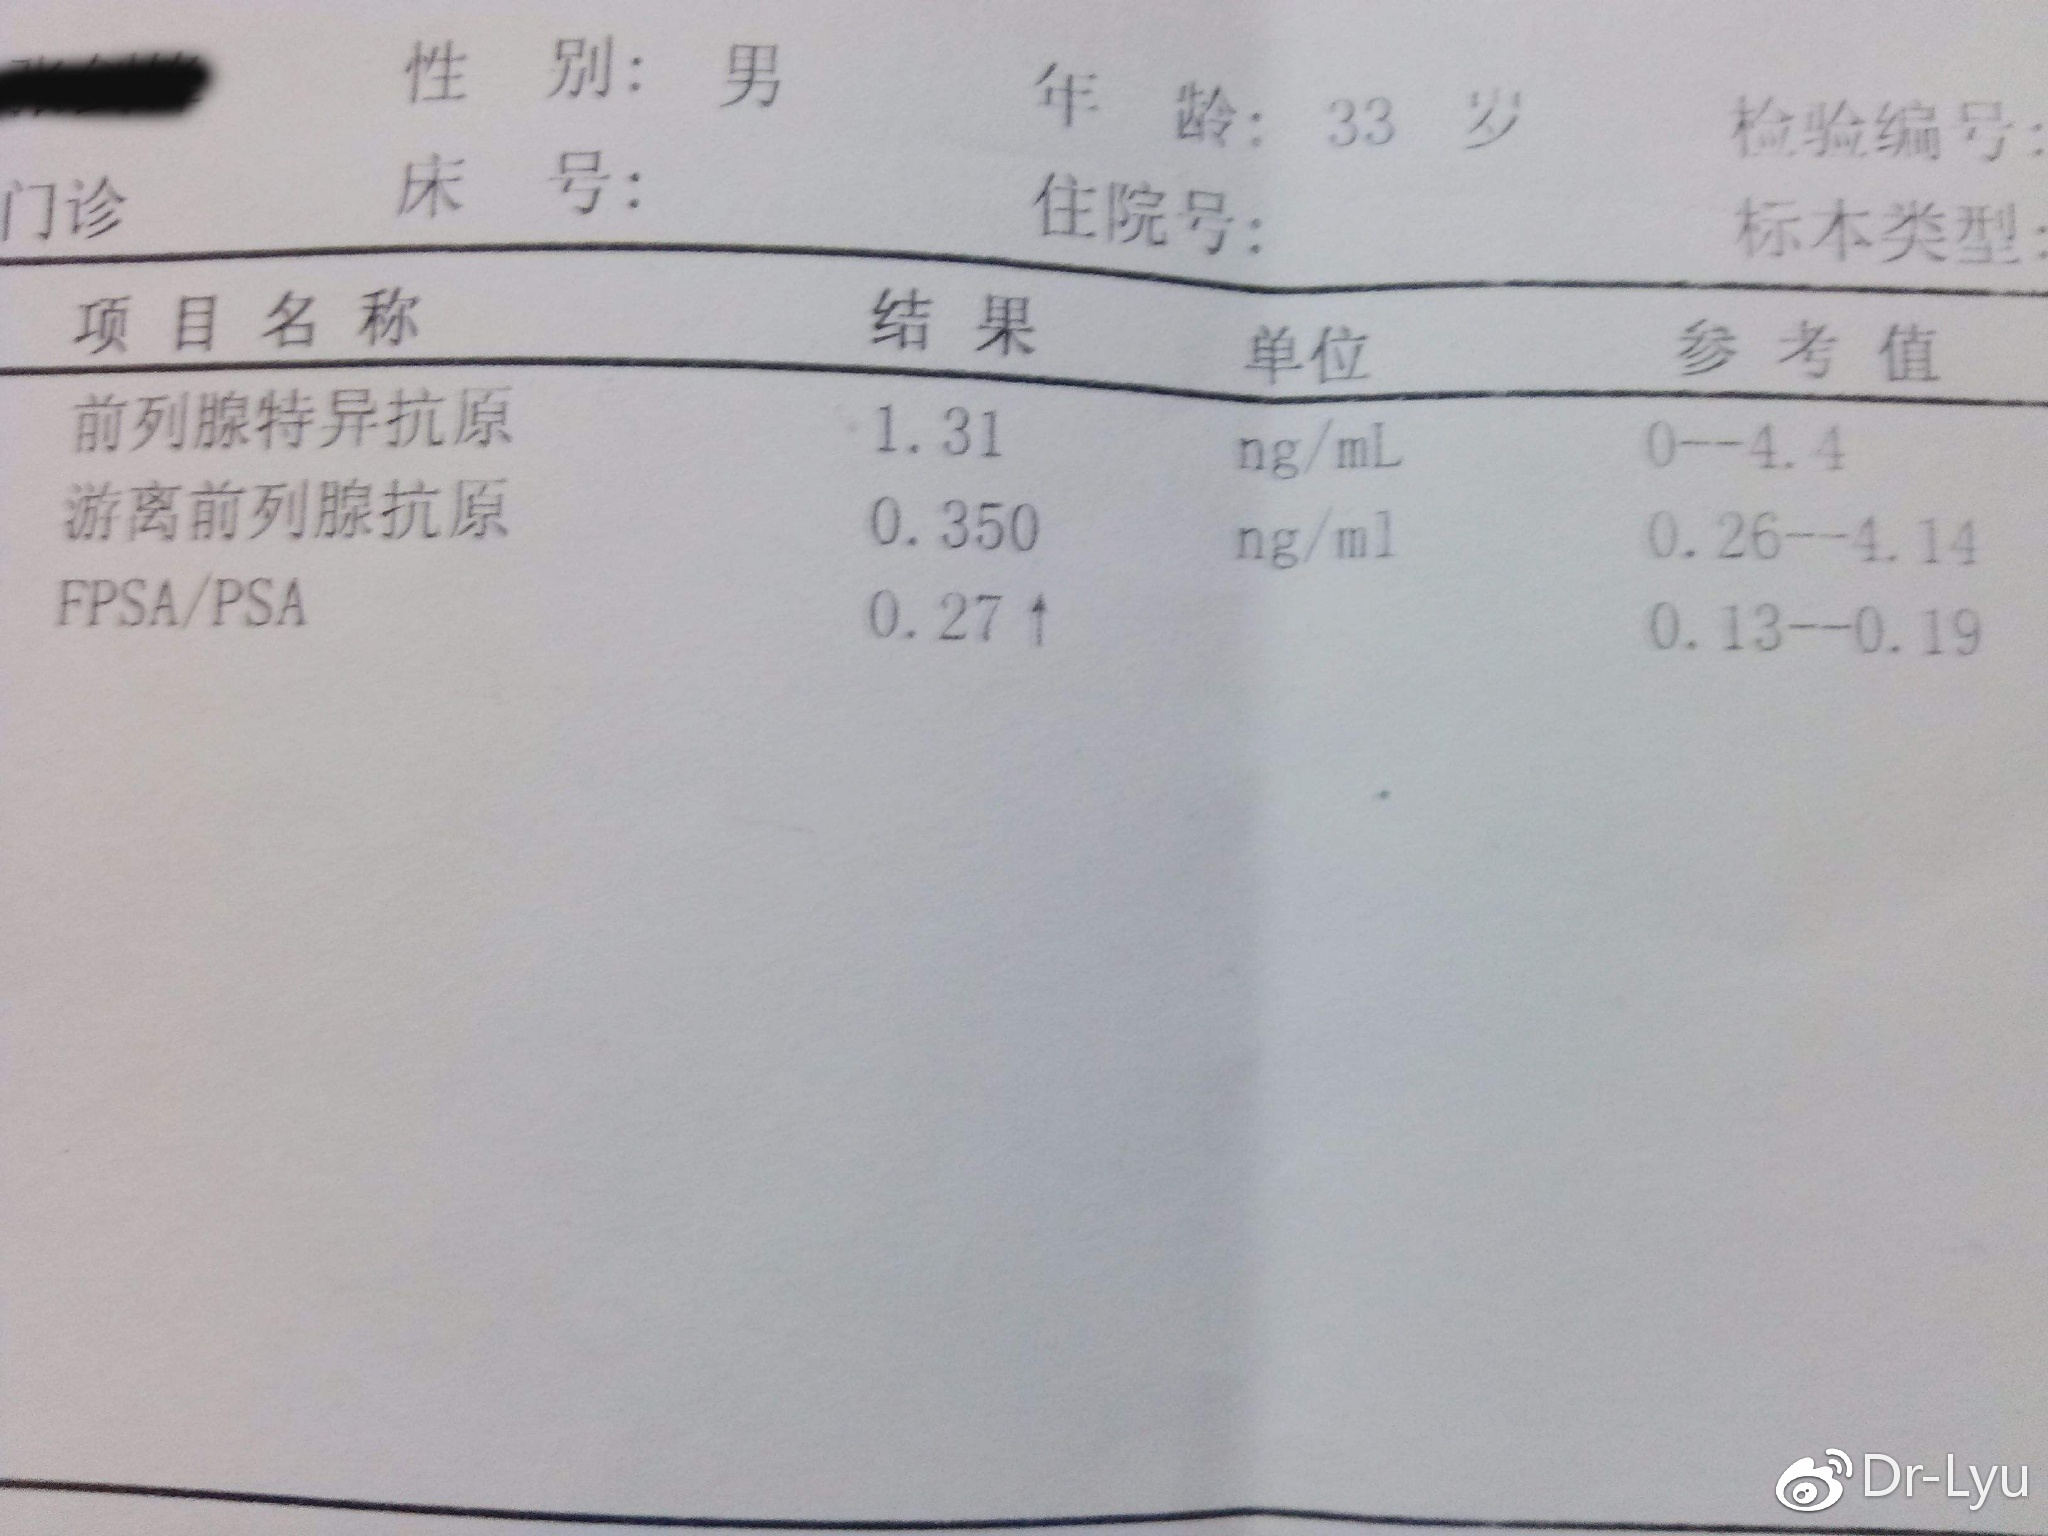 性 别: 男 年 龄: 33 岁 检验编号:
门诊 床 号: 住院号: 标本类型:
项 目 名 称 结 果 单位 参 考 值
前列腺特异抗原 1.31 ng/mL 0--4.4
游离前列腺抗原 0.350 ng/ml 0.26--4.14
FPSA/PSA 0.27↑ 0.13--0.19
Dr-Lyu